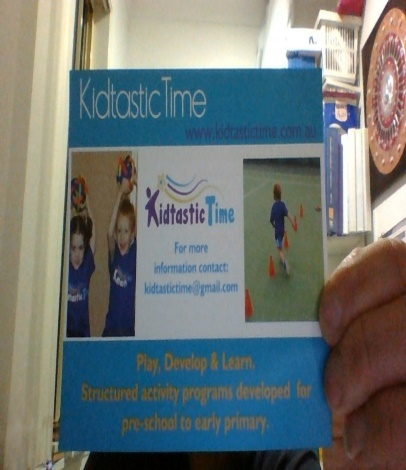 KidtasticTime
www.kidtastictime.com.au
Kidtastic Time
For more
information contact:
kidtastictime@gmail.com
Play, Develop & Learn.
Structured activity programs developed for
pre-school to early primary.